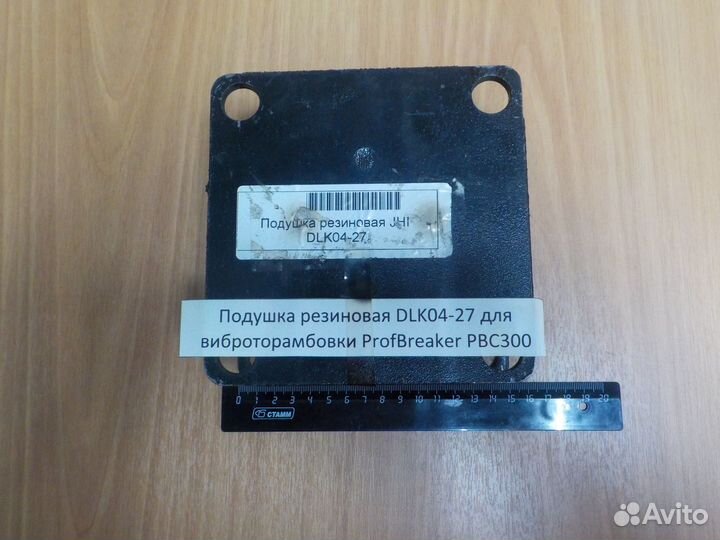 Подушка резиновая JHI
DLK04-27
Подушка резиновая DLK04-27 для
виброторамбовки ProfBreaker PBC300
0 1 2 3 4 5 6 7 8 9 10 11 12 13 14 15 16 17 18 19 20
СТАММ
Avito